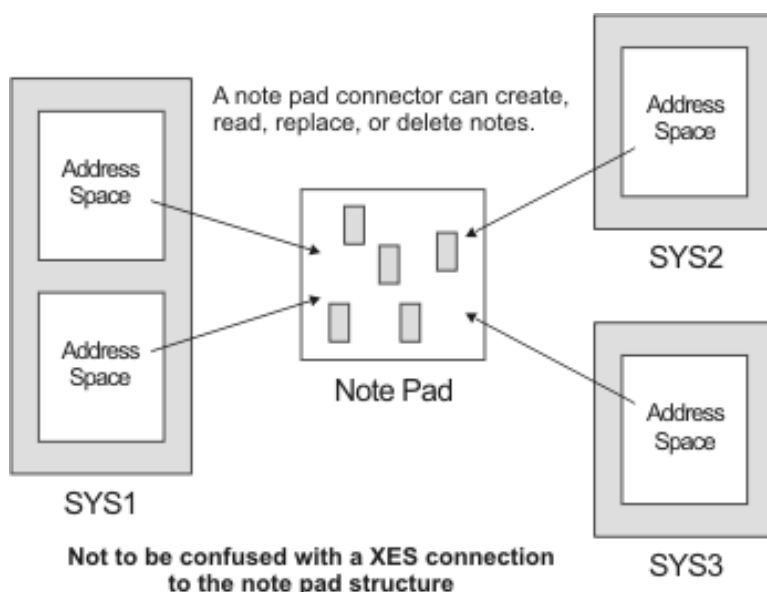 A note pad connector can create,
read, replace, or delete notes.
Address
Space
Address
Space
SYS1
Note Pad
Address
Space
SYS2
Address
Space
SYS3
Not to be confused with a XES connection
to the note pad structure